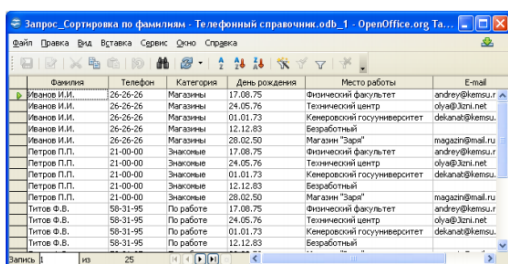 Запрос_Сортировка по фамилиям - Телефонный справочник.odb_1 - OpenOffice.org Ta...
Файл Правка Вид Вставка Сервис Окно Справка
Фамилия Телефон Категория День рождения Место работы E-mail
Иванов И.И. 26-26-26 Магазины 17.08.75 Физический факультет andrey@kemsu.r
Иванов И.И. 26-26-26 Магазины 24.05.76 Технический центр olya@3izni.net
Иванов И.И. 26-26-26 Магазины 01.01.73 Кемеровский госууниверситет dekanat@kemsu.
Иванов И.И. 26-26-26 Магазины 12.12.83 Безработный
Иванов И.И. 26-26-26 Магазины 28.02.50 Магазин "Заря" magazin@mail.ru
Петров П.П. 21-00-00 Знакомые 17.08.75 Физический факультет andrey@kemsu.r
Петров П.П. 21-00-00 Знакомые 24.05.76 Технический центр olya@3izni.net
Петров П.П. 21-00-00 Знакомые 01.01.73 Кемеровский госууниверситет dekanat@kemsu.
Петров П.П. 21-00-00 Знакомые 12.12.83 Безработный
Петров П.П. 21-00-00 Знакомые 28.02.50 Магазин "Заря" magazin@mail.ru
Титов Ф.В. 58-31-95 По работе 17.08.75 Физический факультет andrey@kemsu.r
Титов Ф.В. 58-31-95 По работе 24.05.76 Технический центр olya@3izni.net
Титов Ф.В. 58-31-95 По работе 01.01.73 Кемеровский госууниверситет dekanat@kemsu.
Титов Ф.В. 58-31-95 По работе 12.12.83 Безработный
Запись 1 из 25